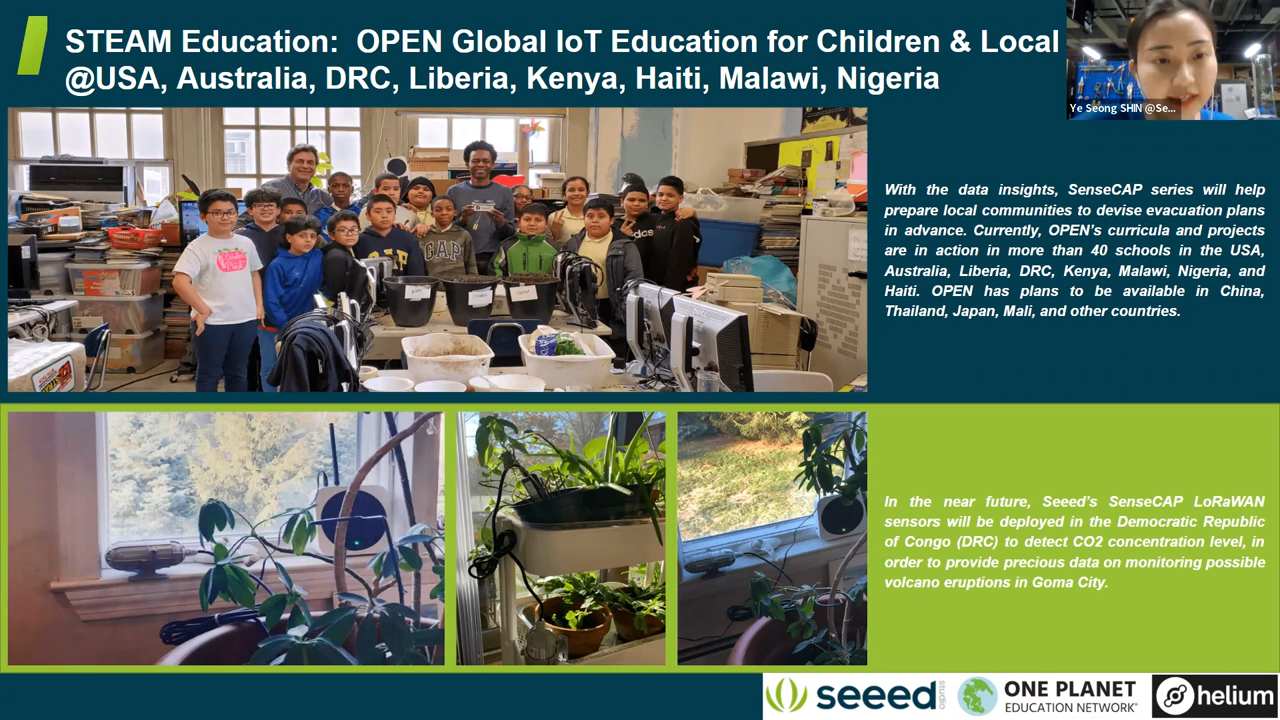 STEAM Education: OPEN Global IoT Education for Children & Local
@USA, Australia, DRC, Liberia, Kenya, Haiti, Malawi, Nigeria
Ye Seong SHIN @Se...
With the data insights, SenseCAP series will help
prepare local communities to devise evacuation plans
in advance. Currently, OPEN's curricula and projects
are in action in more than 40 schools in the USA,
Australia, Liberia, DRC, Kenya, Malawi, Nigeria, and
Haiti. OPEN has plans to be available in China,
Thailand, Japan, Mali, and other countries.
GAP
In the near future, Seeed's SenseCAP LoRaWAN
sensors will be deployed in the Democratic Republic
of Congo (DRC) to detect CO2 concentration level, in
order to provide precious data on monitoring possible
volcano eruptions in Goma City.
seeed studio
ONE PLANET
EDUCATION NETWORK
helium